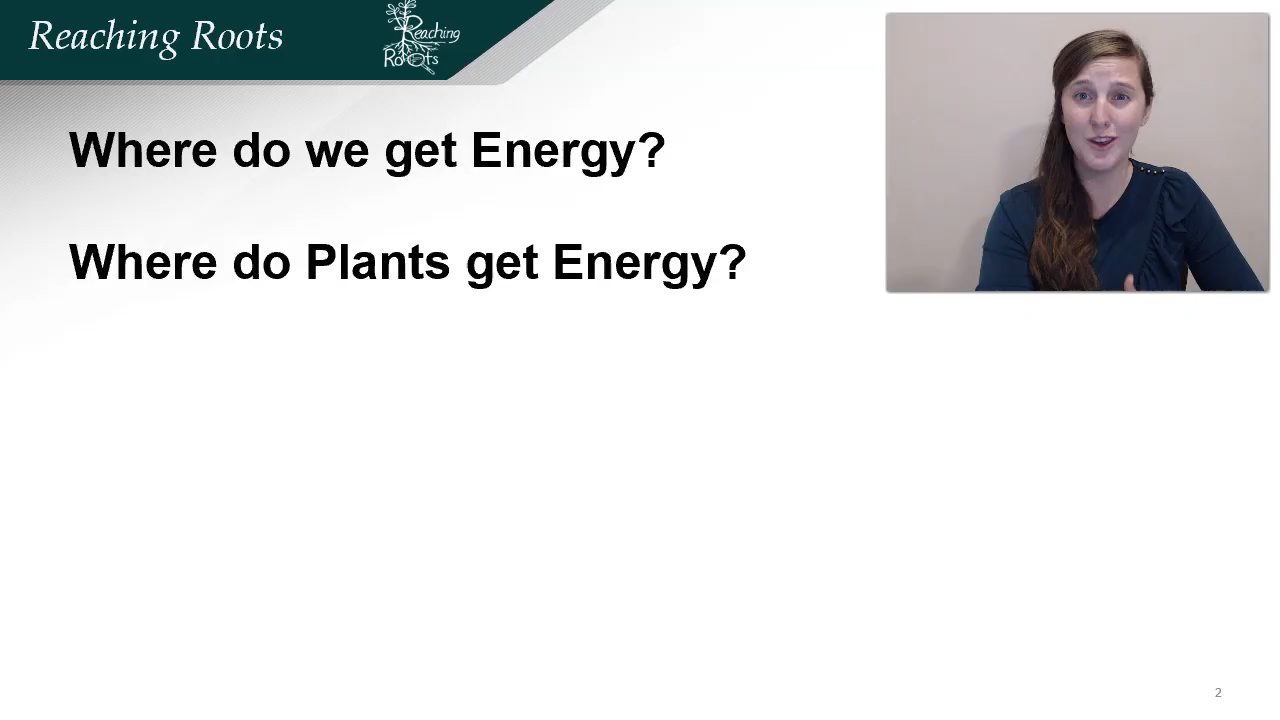 Reaching Roots
Reaching
Roots
Where do we get Energy?
Where do Plants get Energy?
2